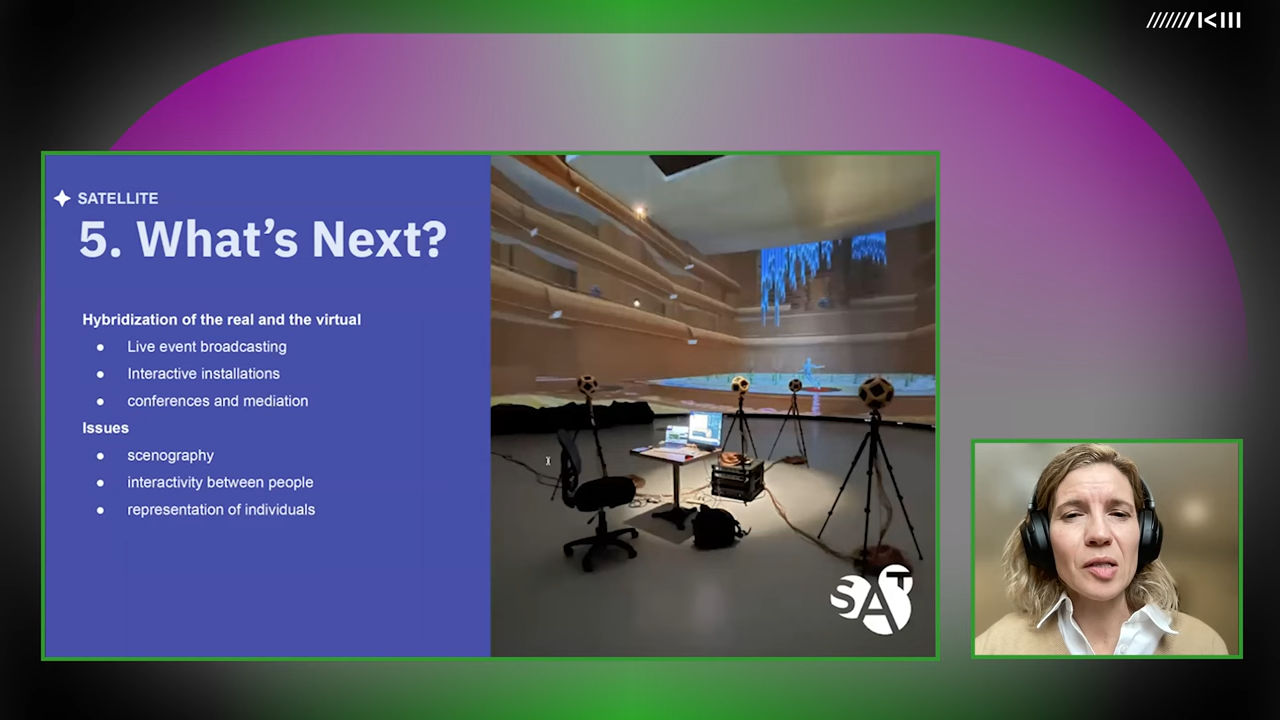 SATELLITE
5. What's Next?
Hybridization of the real and the virtual
● Live event broadcasting
● Interactive installations
● conferences and mediation
Issues
● scenography
● interactivity between people
● representation of individuals
SAT